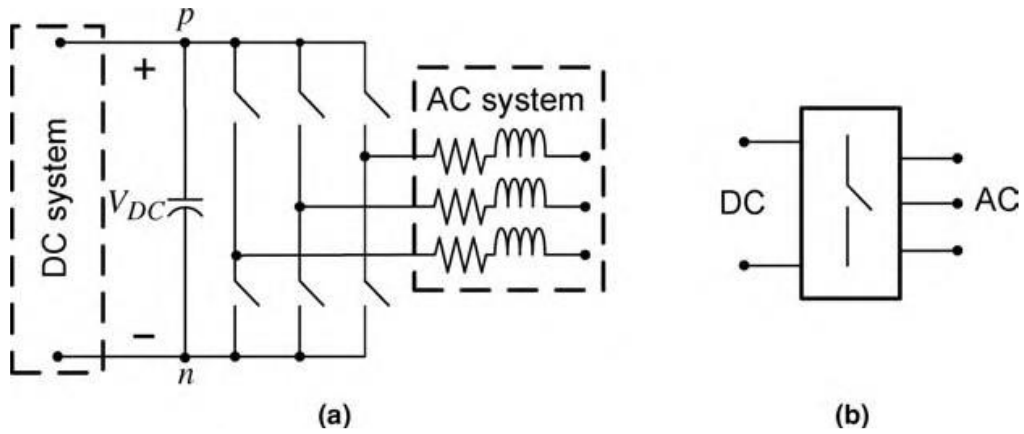 p
+
DC system
V_DC
−
n
AC system
(a)
DC
AC
(b)